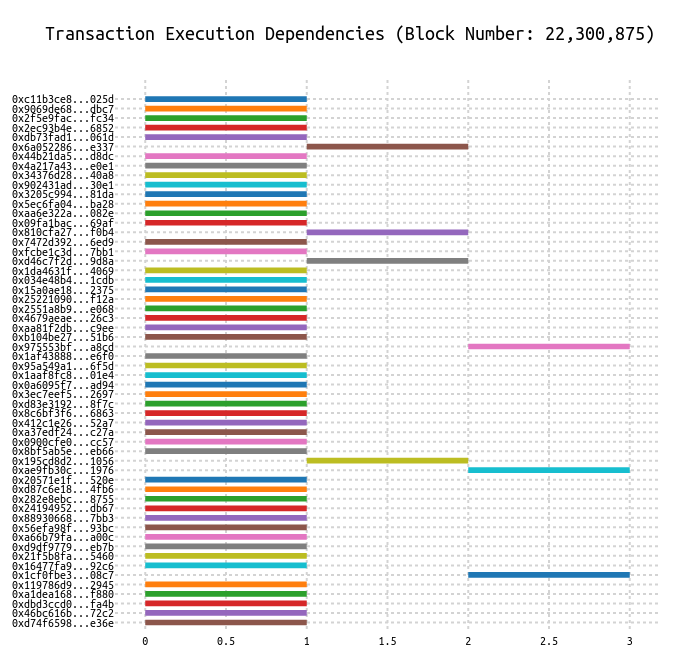 Transaction Execution Dependencies (Block Number: 22,300,875)
0xc11b3ce8...025d
0x9069de68...dbc7
0x2f5e9fac...fc34
0x2ec93b4e...6852
0xdb73fad1...061d
0x6a052286...e337
0x44b21da5...d8dc
0x4a217a43...e0e1
0x34376d28...40a8
0x902431ad...30e1
0x3205c994...81da
0x5ec6fa04...ba28
0xaa6e322a...082e
0x09fa1bac...69af
0x810cfa27...f0b4
0x7472d392...6ed9
0xfcbe1c3d...7bb1
0xd46c7f2d...9d8a
0x1da4631f...4069
0x034e48b4...1cdb
0x15a0ae18...2375
0x25221090...f12a
0x2551a8b9...e068
0x4679aeae...26c3
0xaa81f2db...c9ee
0xb104be27...51b6
0x975553bf...a8cd
0x1af43888...e6f0
0x95a549a1...6f5d
0x1aaf8fc8...01e4
0x0a6095f7...ad94
0x3ec7eef5...2697
0xd83e3192...8f7c
0x8c6bf3f6...6863
0x412c1e26...52a7
0xa37edf24...c27a
0x0900cfe0...cc57
0x8bf5ab5e...eb66
0x195cd8d2...1056
0xae9fb30c...1976
0x20571e1f...520e
0xd87c6e18...4fb6
0x282e8ebc...8755
0x24194952...db67
0x88930668...7bb3
0x56efa98f...93bc
0xa66b79fa...a00c
0xd9df9779...eb7b
0x21f5b8fa...5460
0x16477fa9...92c6
0x1cf0fbe3...08c7
0x119786d9...2945
0xa1dea168...f880
0xdbd3ccd0...fa4b
0x46bc616b...72c2
0xd74f6598...e36e
0 0.5 1 1.5 2 2.5 3